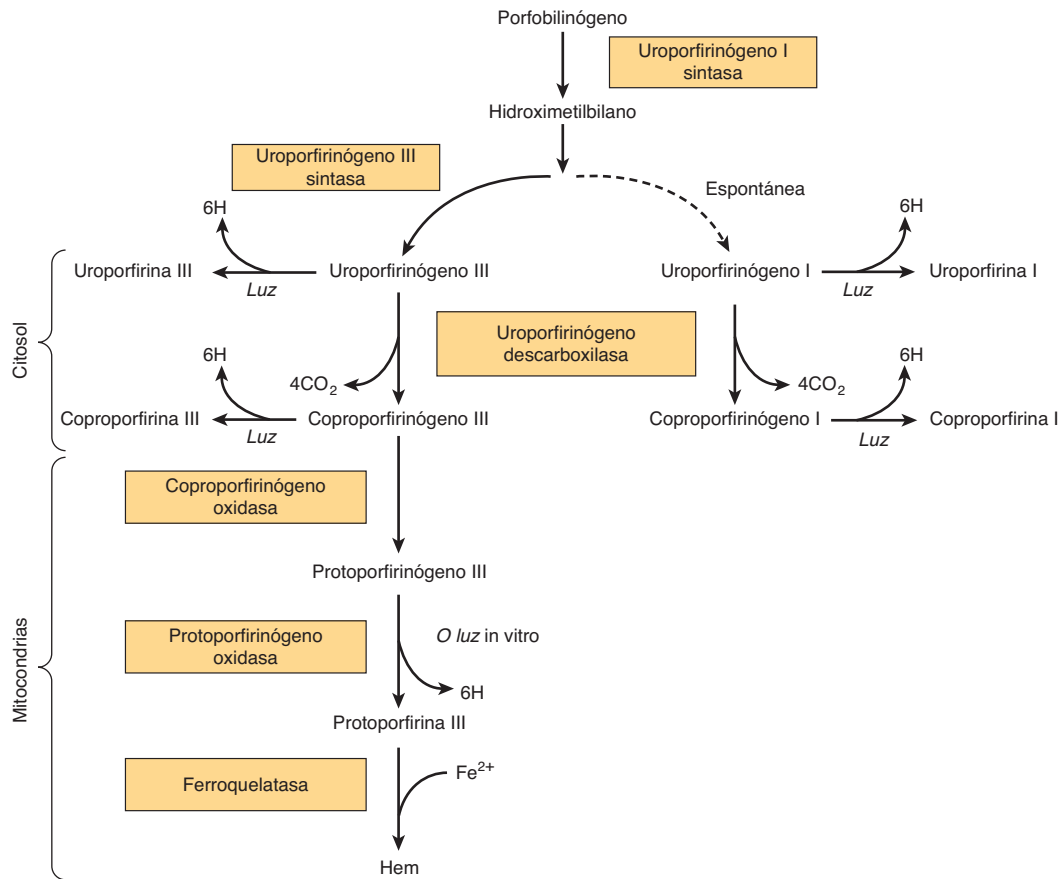 Porfobilinógeno
Uroporfirinógeno I
sintasa
Hidroximetilbilano
Uroporfirinógeno III
sintasa
Espontánea
6H
6H
Uroporfirina III
Luz
Uroporfirinógeno III
Uroporfirinógeno I
Luz
Uroporfirina I
Citosol
Uroporfirinógeno
descarboxilasa
6H
4CO₂
4CO₂
6H
Coproporfirina III
Luz
Coproporfirinógeno III
Coproporfirinógeno I
Luz
Coproporfirina I
Mitocondrias
Coproporfirinógeno
oxidasa
Protoporfirinógeno III
Protoporfirinógeno
oxidasa
O luz in vitro
6H
Protoporfirina III
Ferroquelatasa
Fe²⁺
Hem